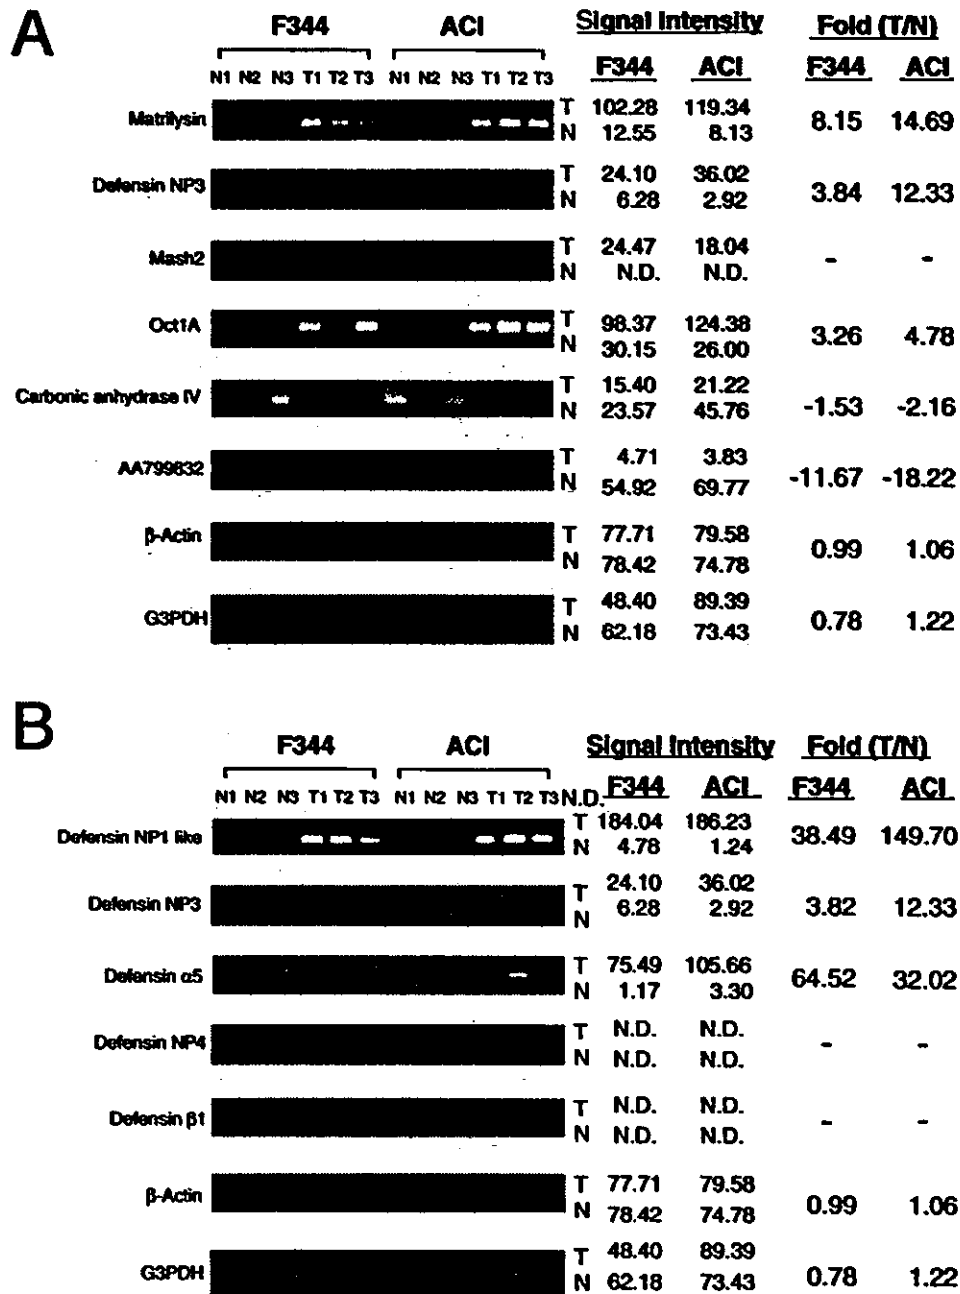 A
F344 ACI Signal Intensity Fold (T/N)
N1 N2 N3 T1 T2 T3 N1 N2 N3 T1 T2 T3 F344 ACI F344 ACI
Matrilysin T 102.28 119.34 8.15 14.69
N 12.55 8.13
Defensin NP3 T 24.10 36.02 3.84 12.33
N 6.28 2.92
Mash2 T 24.47 18.04 - -
N N.D. N.D.
Oct1A T 98.37 124.38 3.26 4.78
N 30.15 26.00
Carbonic anhydrase IV T 15.40 21.22 -1.53 -2.16
N 23.57 45.76
AA799832 T 4.71 3.83 -11.67 -18.22
N 54.92 69.77
β-Actin T 77.71 79.58 0.99 1.06
N 78.42 74.78
G3PDH T 48.40 89.39 0.78 1.22
N 62.18 73.43
B
F344 ACI Signal Intensity Fold (T/N)
N1 N2 N3 T1 T2 T3 N1 N2 N3 T1 T2 T3 N.D. F344 ACI F344 ACI
Defensin NP1 like T 184.04 186.23 38.49 149.70
N 4.78 1.24
Defensin NP3 T 24.10 36.02 3.82 12.33
N 6.28 2.92
Defensin α5 T 75.49 105.66 64.52 32.02
N 1.17 3.30
Defensin NP4 T N.D. N.D. - -
N N.D. N.D.
Defensin β1 T N.D. N.D. - -
N N.D. N.D.
β-Actin T 77.71 79.58 0.99 1.06
N 78.42 74.78
G3PDH T 48.40 89.39 0.78 1.22
N 62.18 73.43